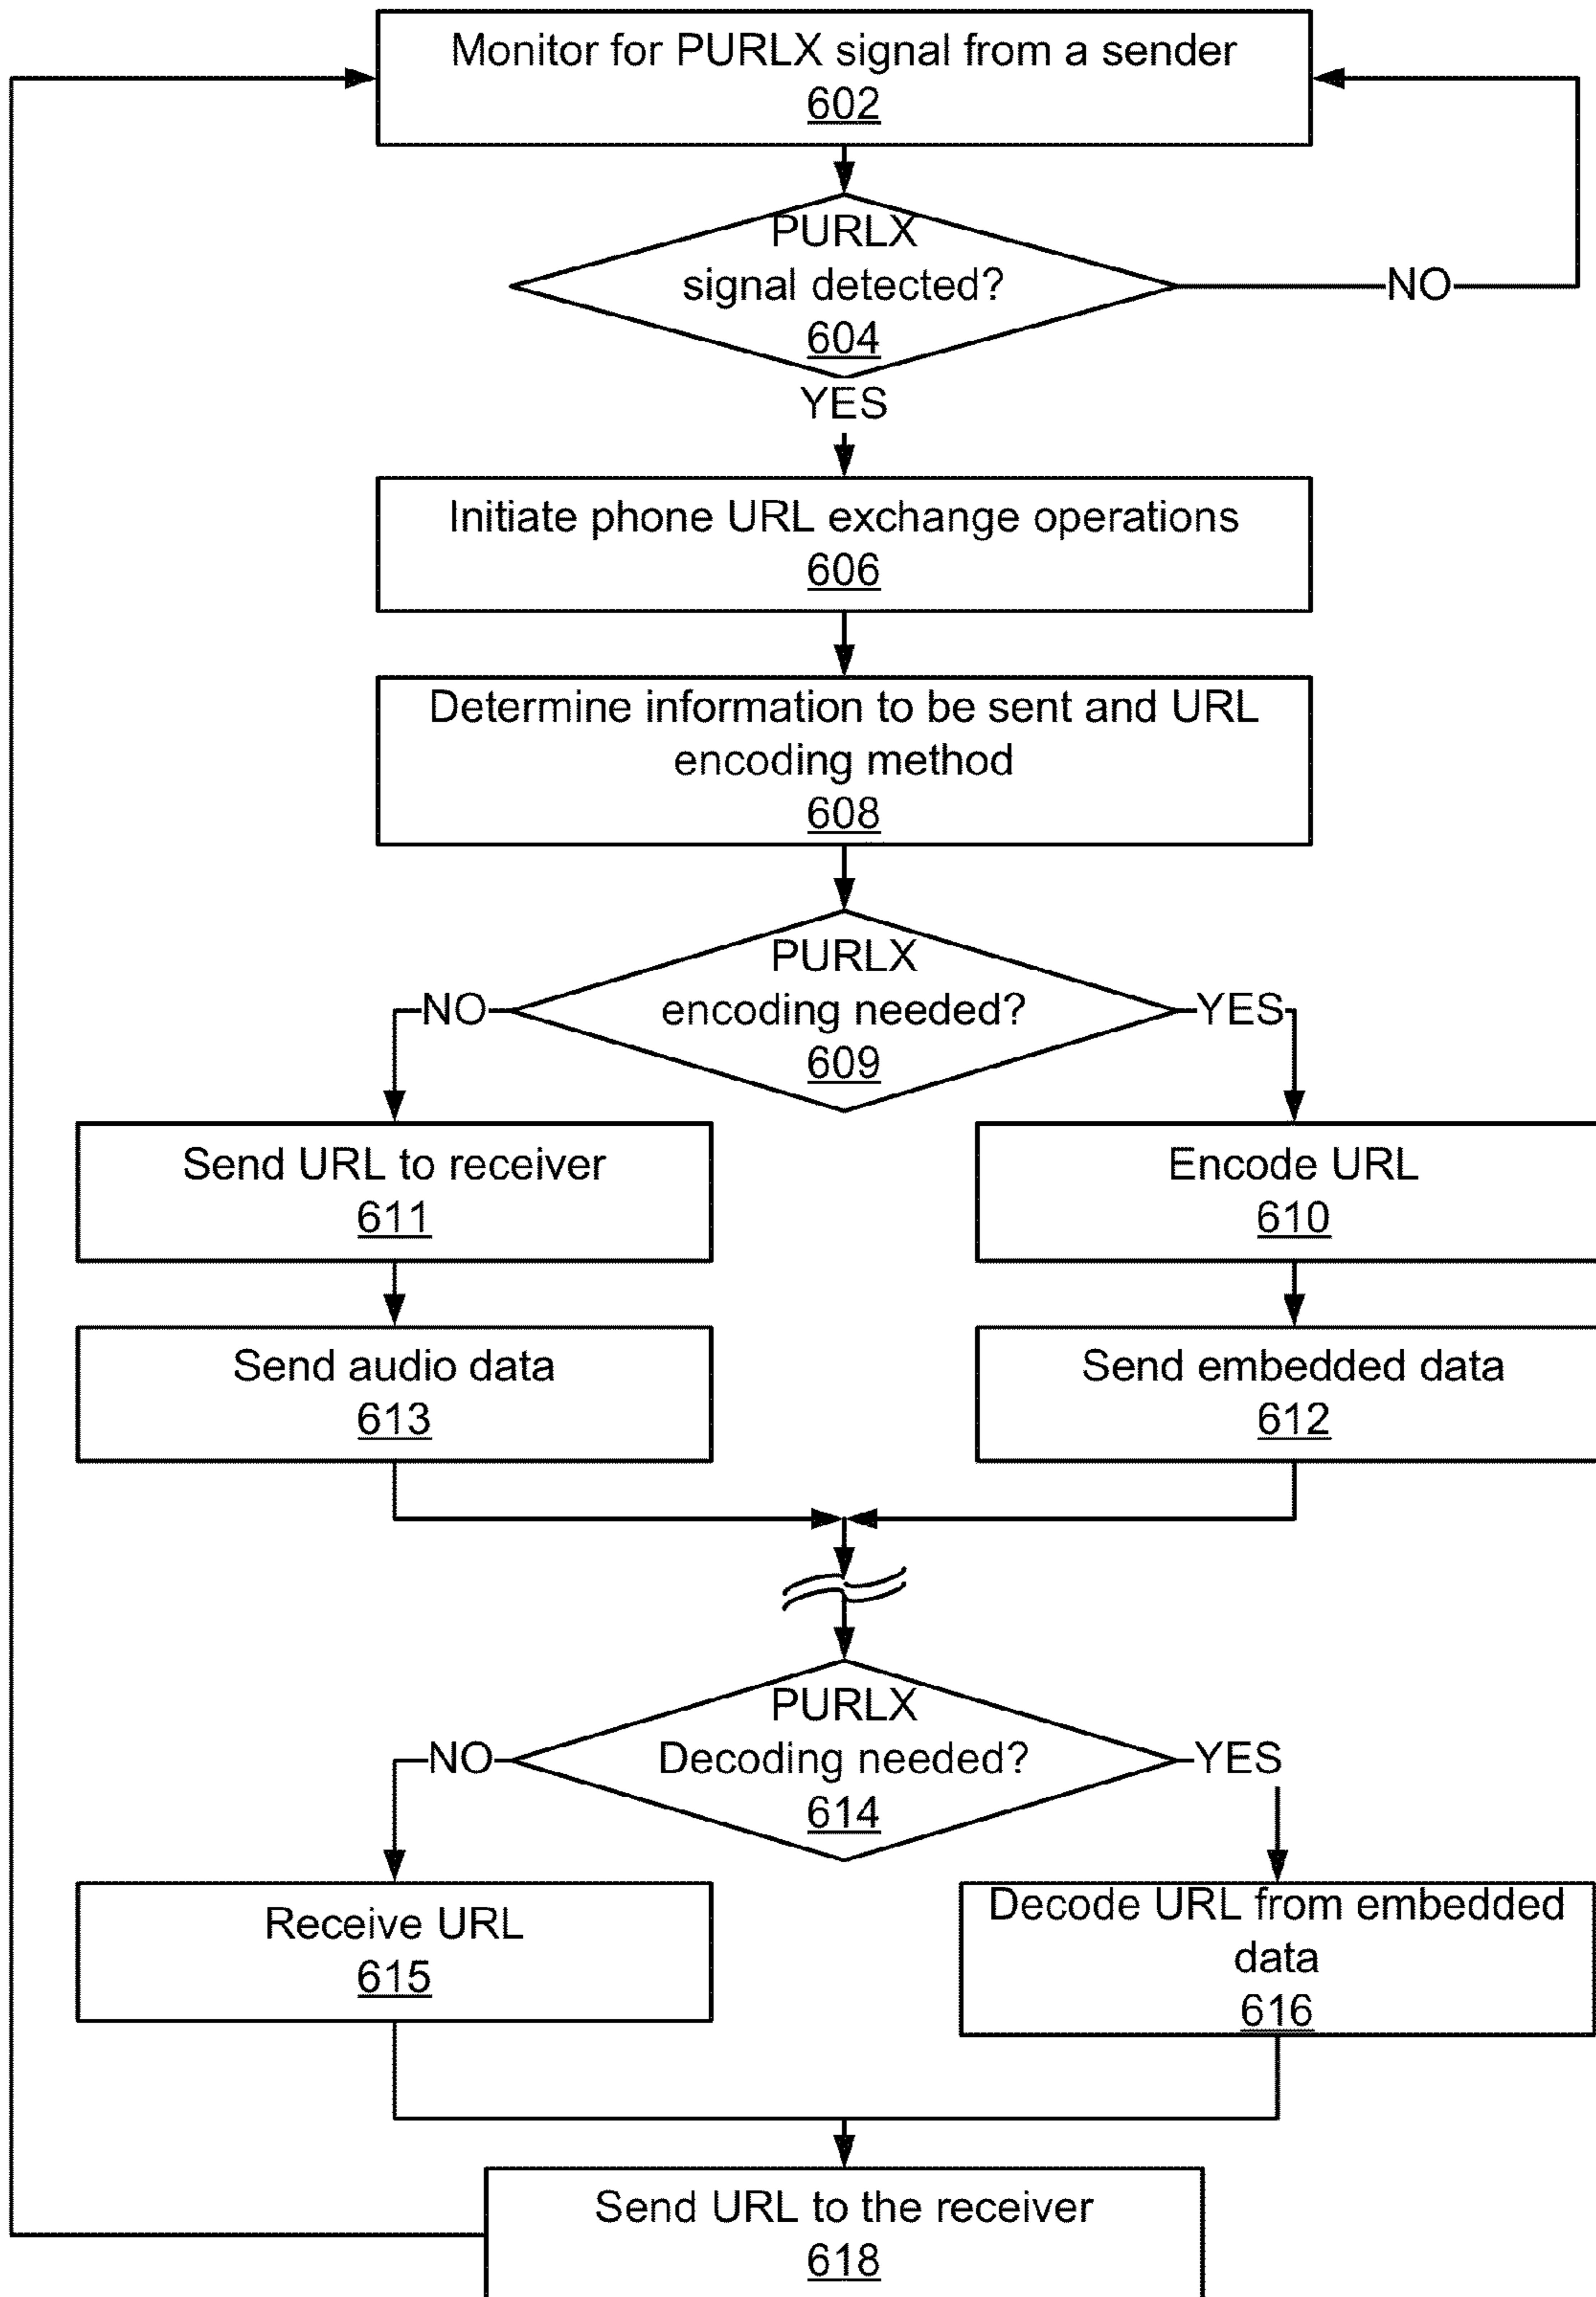 Monitor for PURLX signal from a sender
602
PURLX
signal detected?
604
NO
YES
Initiate phone URL exchange operations
606
Determine information to be sent and URL
encoding method
608
PURLX
encoding needed?
609
NO
YES
Send URL to receiver
611
Encode URL
610
Send audio data
613
Send embedded data
612
PURLX
Decoding needed?
614
NO
YES
Receive URL
615
Decode URL from embedded
data
616
Send URL to the receiver
618